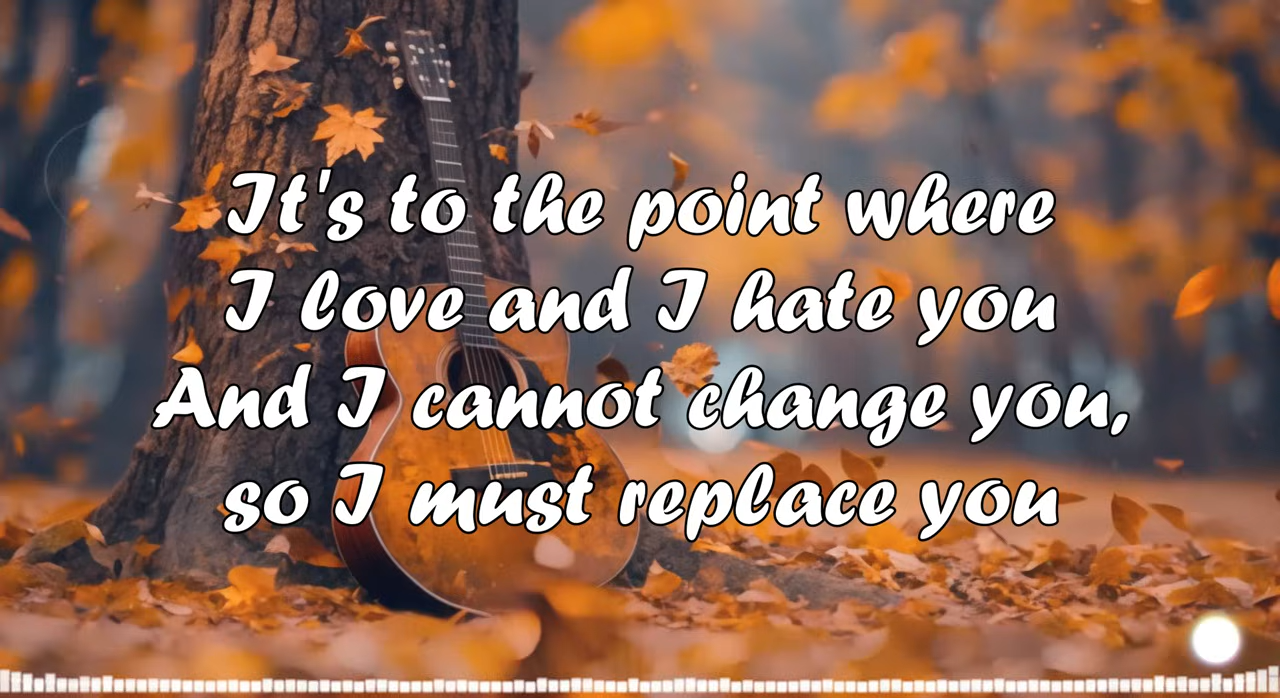 It's to the point where
I love and I hate you
And I cannot change you,
so I must replace you